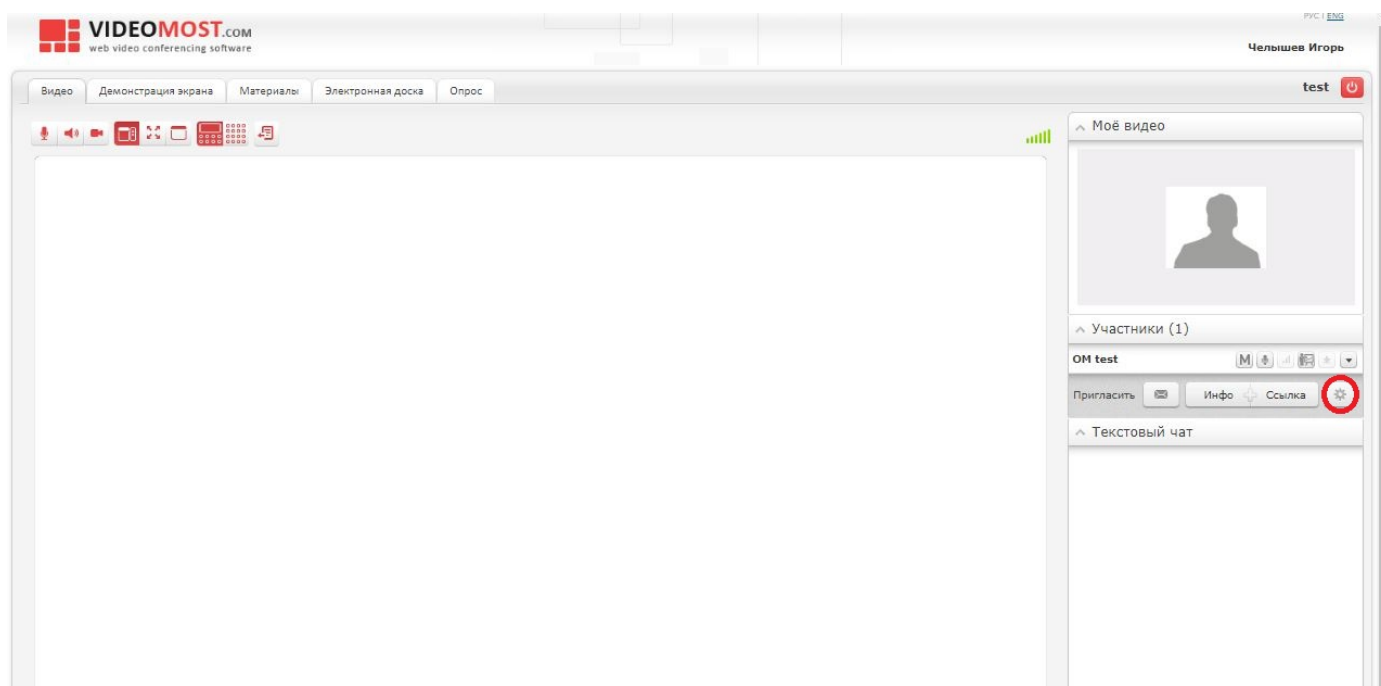 РУС | ENG
VIDEOMOST.COM
web video conferencing software
Челышев Игорь
Видео
Демонстрация экрана
Материалы
Электронная доска
Опрос
test
Моё видео
Участники (1)
OM test
M
Пригласить
Инфо
Ссылка
Текстовый чат